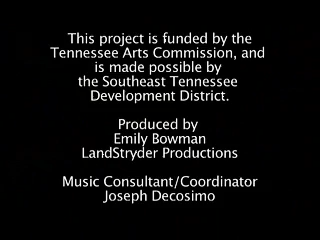 This project is funded by the
Tennessee Arts Commission, and
is made possible by
the Southeast Tennessee
Development District.
Produced by
Emily Bowman
LandStryder Productions
Music Consultant/Coordinator
Joseph Decosimo